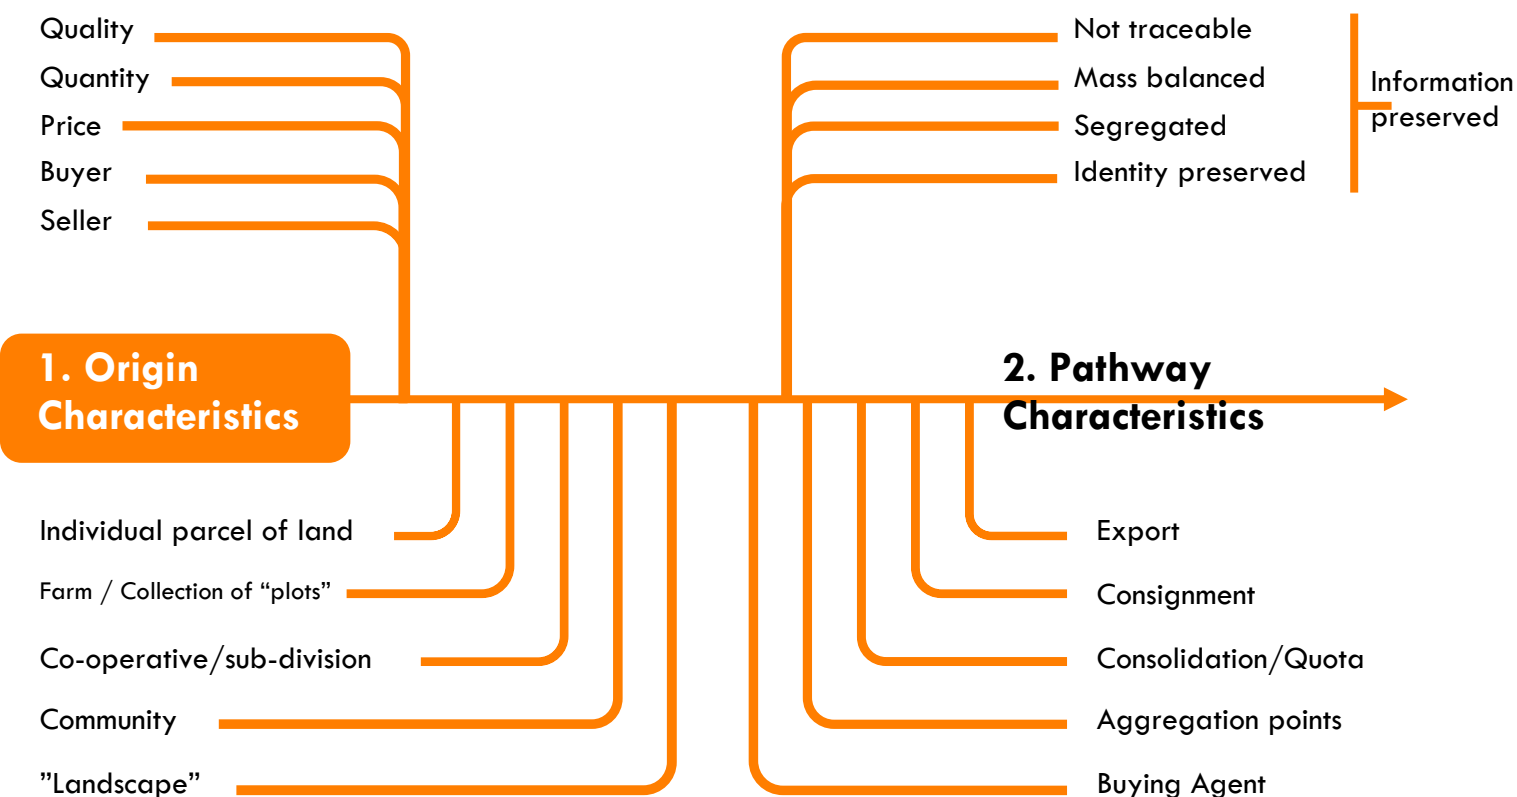 Quality
Quantity
Price
Buyer
Seller
Not traceable
Mass balanced
Segregated
Identity preserved
Information
preserved
1. Origin
Characteristics
2. Pathway
Characteristics
Individual parcel of land
Farm / Collection of “plots”
Co-operative/sub-division
Community
”Landscape”
Export
Consignment
Consolidation/Quota
Aggregation points
Buying Agent